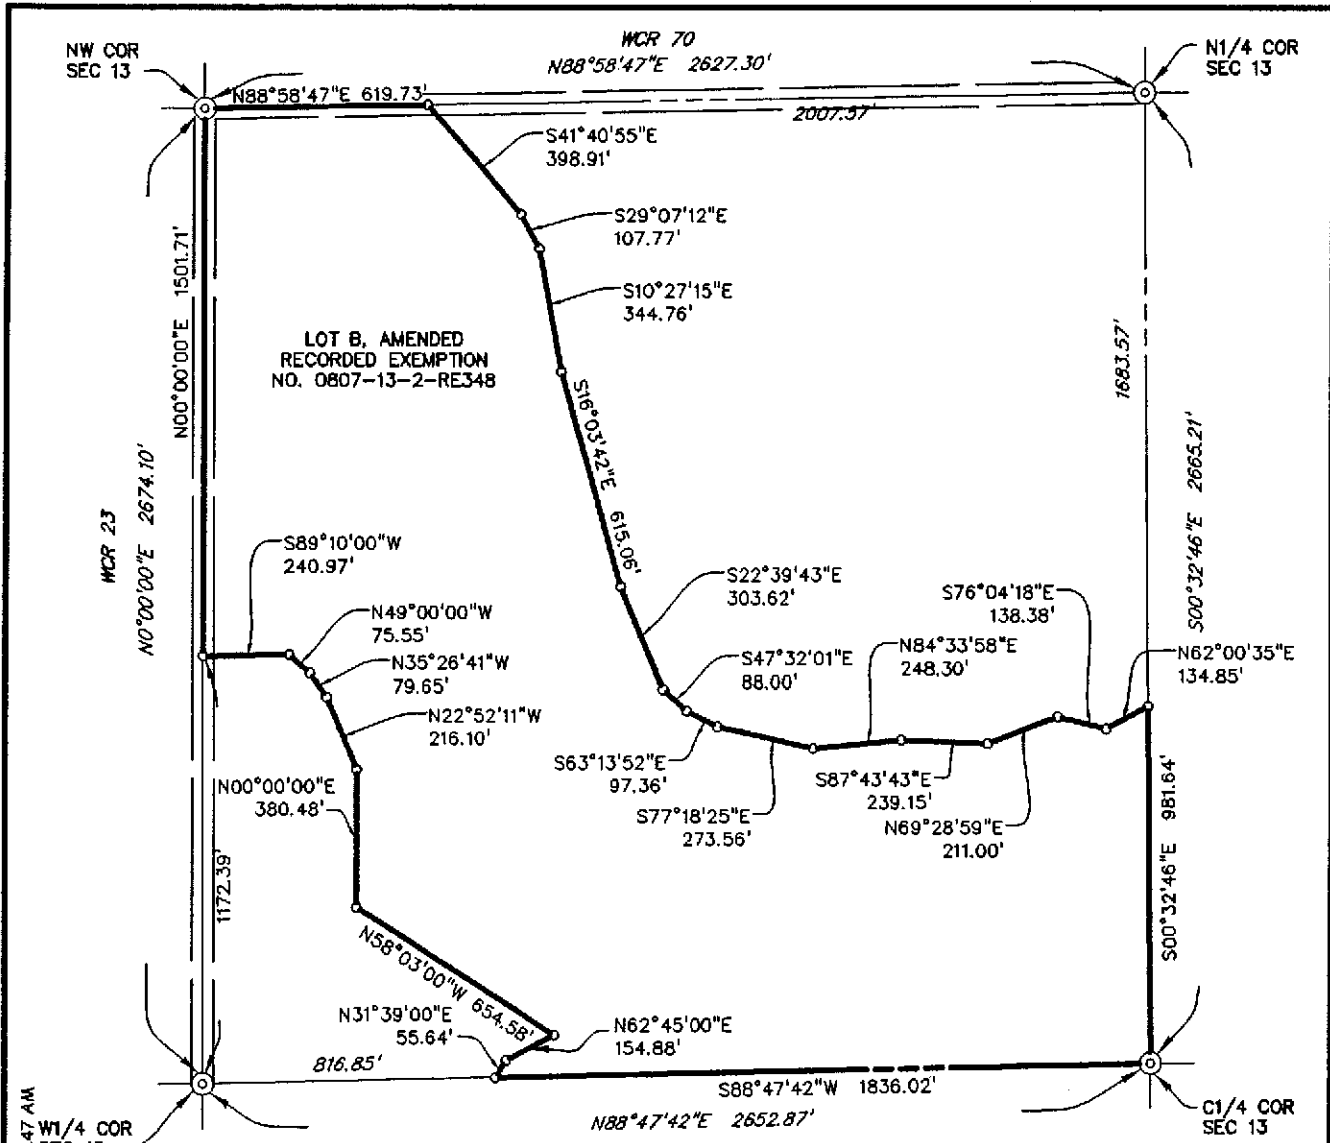 WCR 70
N88°58'47"E 2627.30'
NW COR
SEC 13
N1/4 COR
SEC 13
N88°58'47"E 619.73'
2007.57'
S41°40'55"E
398.91'
S29°07'12"E
107.77'
S10°27'15"E
344.76'
N00°00'00"E 1501.71'
LOT B, AMENDED
RECORDED EXEMPTION
NO. 0807-13-2-RE348
1683.57'
S16°03'42"E 615.06'
WCR 23
N0°00'00"E 2674.10'
S00°32'46"E 2665.21'
S89°10'00"W
240.97'
N49°00'00"W
75.55'
N35°26'41"W
79.65'
N22°52'11"W
216.10'
N00°00'00"E
380.48'
S22°39'43"E
303.62'
S47°32'01"E
88.00'
N84°33'58"E
248.30'
S76°04'18"E
138.38'
N62°00'35"E
134.85'
S63°13'52"E
97.36'
S77°18'25"E
273.56'
S87°43'43"E
239.15'
N69°28'59"E
211.00'
1172.39'
S00°32'46"E 981.64'
N58°03'00"W 654.58'
N31°39'00"E
55.64'
N62°45'00"E
154.88'
816.85'
S88°47'42"W 1836.02'
N88°47'42"E 2652.87'
47 AM
W1/4 COR
C1/4 COR
SEC 13